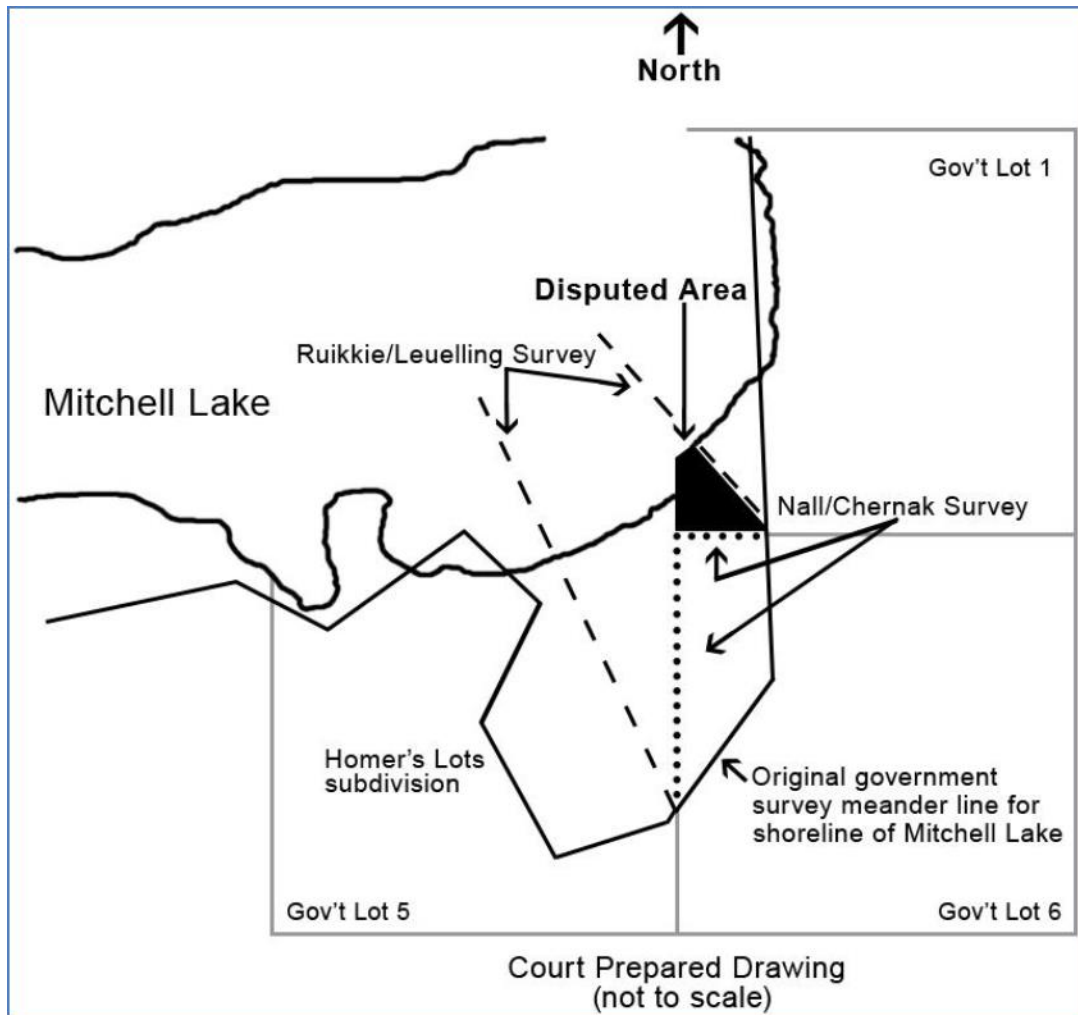 North
Gov't Lot 1
Disputed Area
Ruikkie/Leuelling Survey
Mitchell Lake
Nall/Chernak Survey
Homer's Lots
subdivision
Original government
survey meander line for
shoreline of Mitchell Lake
Gov't Lot 5
Gov't Lot 6
Court Prepared Drawing
(not to scale)